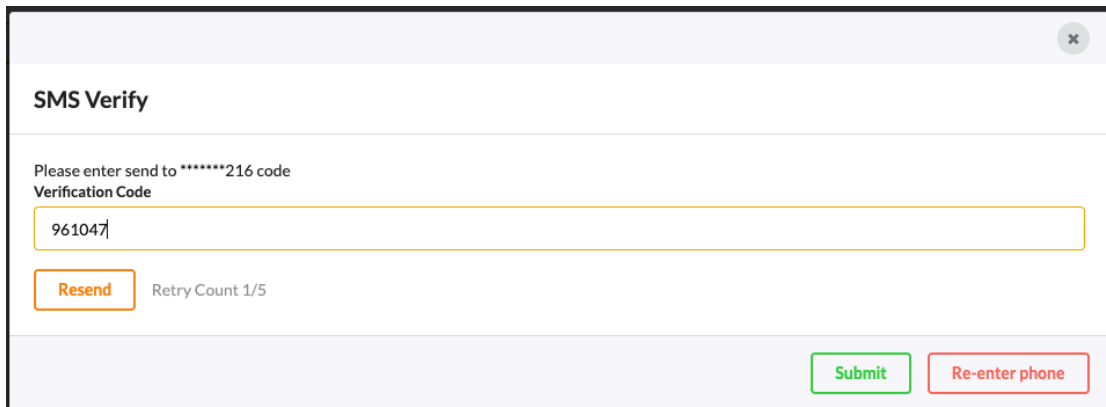 SMS Verify
Please enter send to *******216 code
Verification Code
961047
Resend Retry Count 1/5
Submit Re-enter phone